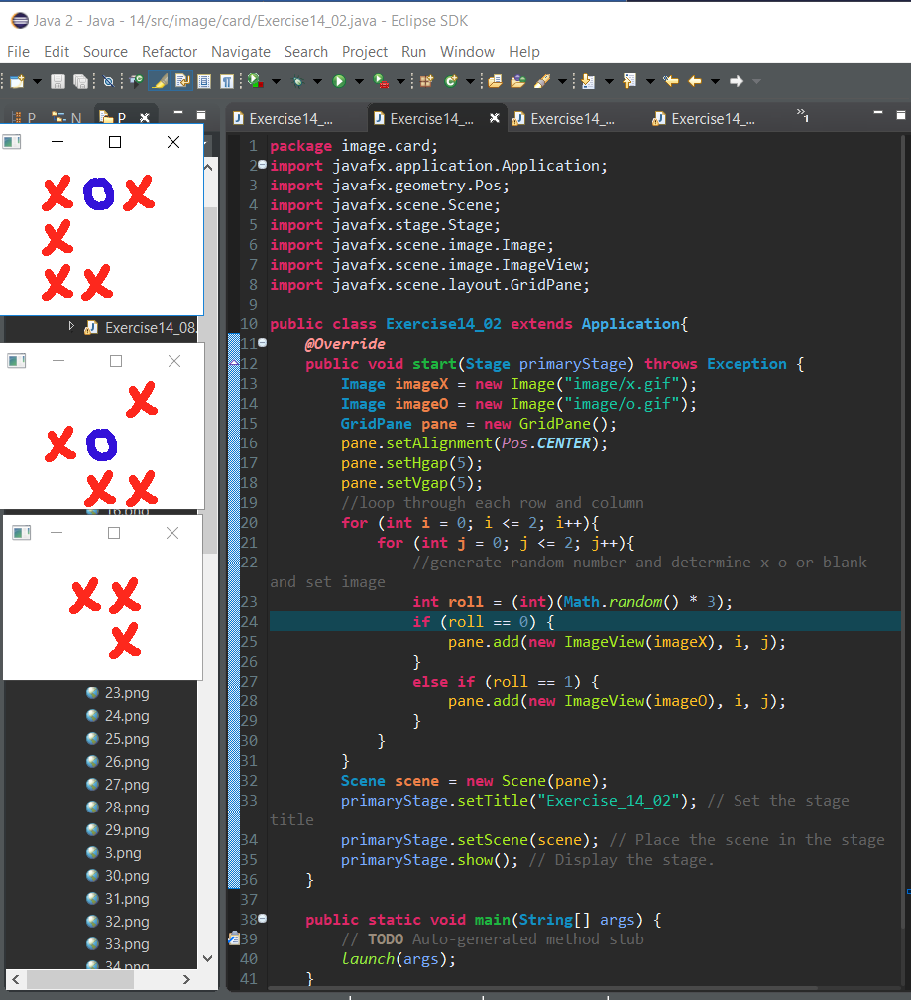 Java 2 - Java - 14/src/image/card/Exercise14_02.java - Eclipse SDK
File Edit Source Refactor Navigate Search Project Run Window Help
P N P
Exercise14_... Exercise14_... Exercise14_... Exercise14_... »1
X O X
X
X X
Exercise14_08.
X
X O
X X
X X
X
23.png
24.png
25.png
26.png
27.png
28.png
29.png
3.png
30.png
31.png
32.png
33.png
34.png
1 package image.card;
2 import javafx.application.Application;
3 import javafx.geometry.Pos;
4 import javafx.scene.Scene;
5 import javafx.stage.Stage;
6 import javafx.scene.image.Image;
7 import javafx.scene.image.ImageView;
8 import javafx.scene.layout.GridPane;
9
10 public class Exercise14_02 extends Application{
11 @Override
12 public void start(Stage primaryStage) throws Exception {
13 Image imageX = new Image("image/x.gif");
14 Image imageO = new Image("image/o.gif");
15 GridPane pane = new GridPane();
16 pane.setAlignment(Pos.CENTER);
17 pane.setHgap(5);
18 pane.setVgap(5);
19 //loop through each row and column
20 for (int i = 0; i <= 2; i++){
21 for (int j = 0; j <= 2; j++){
22 //generate random number and determine x o or blank
and set image
23 int roll = (int)(Math.random() * 3);
24 if (roll == 0) {
25 pane.add(new ImageView(imageX), i, j);
26 }
27 else if (roll == 1) {
28 pane.add(new ImageView(imageO), i, j);
29 }
30 }
31 }
32 Scene scene = new Scene(pane);
33 primaryStage.setTitle("Exercise_14_02"); // Set the stage
title
34 primaryStage.setScene(scene); // Place the scene in the stage
35 primaryStage.show(); // Display the stage.
36 }
37
38 public static void main(String[] args) {
39 // TODO Auto-generated method stub
40 launch(args);
41 }